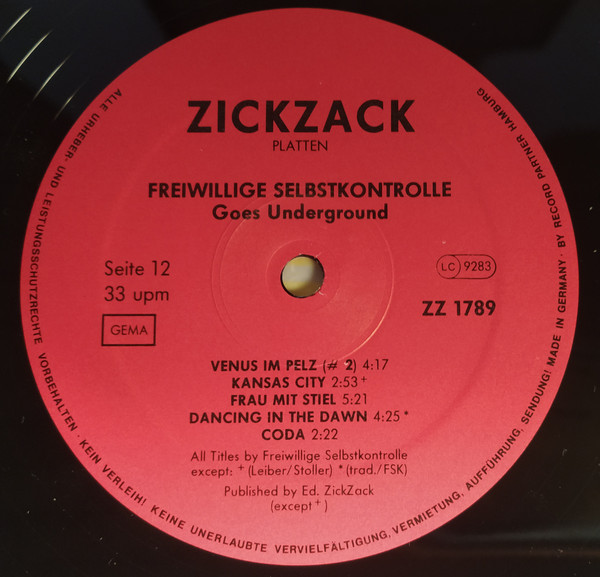 ZICKZACK
PLATTEN
FREIWILLIGE SELBSTKONTROLLE
Goes Underground
Seite 12
33 upm
GEMA
LC 9283
ZZ 1789
VENUS IM PELZ (# 2) 4:17
KANSAS CITY 2:53 +
FRAU MIT STIEL 5:21
DANCING IN THE DAWN 4:25 *
CODA 2:22
All Titles by Freiwillige Selbstkontrolle
except: + (Leiber/Stoller) * (trad./FSK)
Published by Ed. ZickZack
(except +)
ALLE URHEBER- UND LEISTUNGSSCHUTZRECHTE VORBEHALTEN · KEIN VERLEIH! KEINE UNERLAUBTE VERVIELFÄLTIGUNG, VERMIETUNG, AUFFÜHRUNG, SENDUNG! MADE IN GERMANY · BY RECORD PARTNER HAMBURG